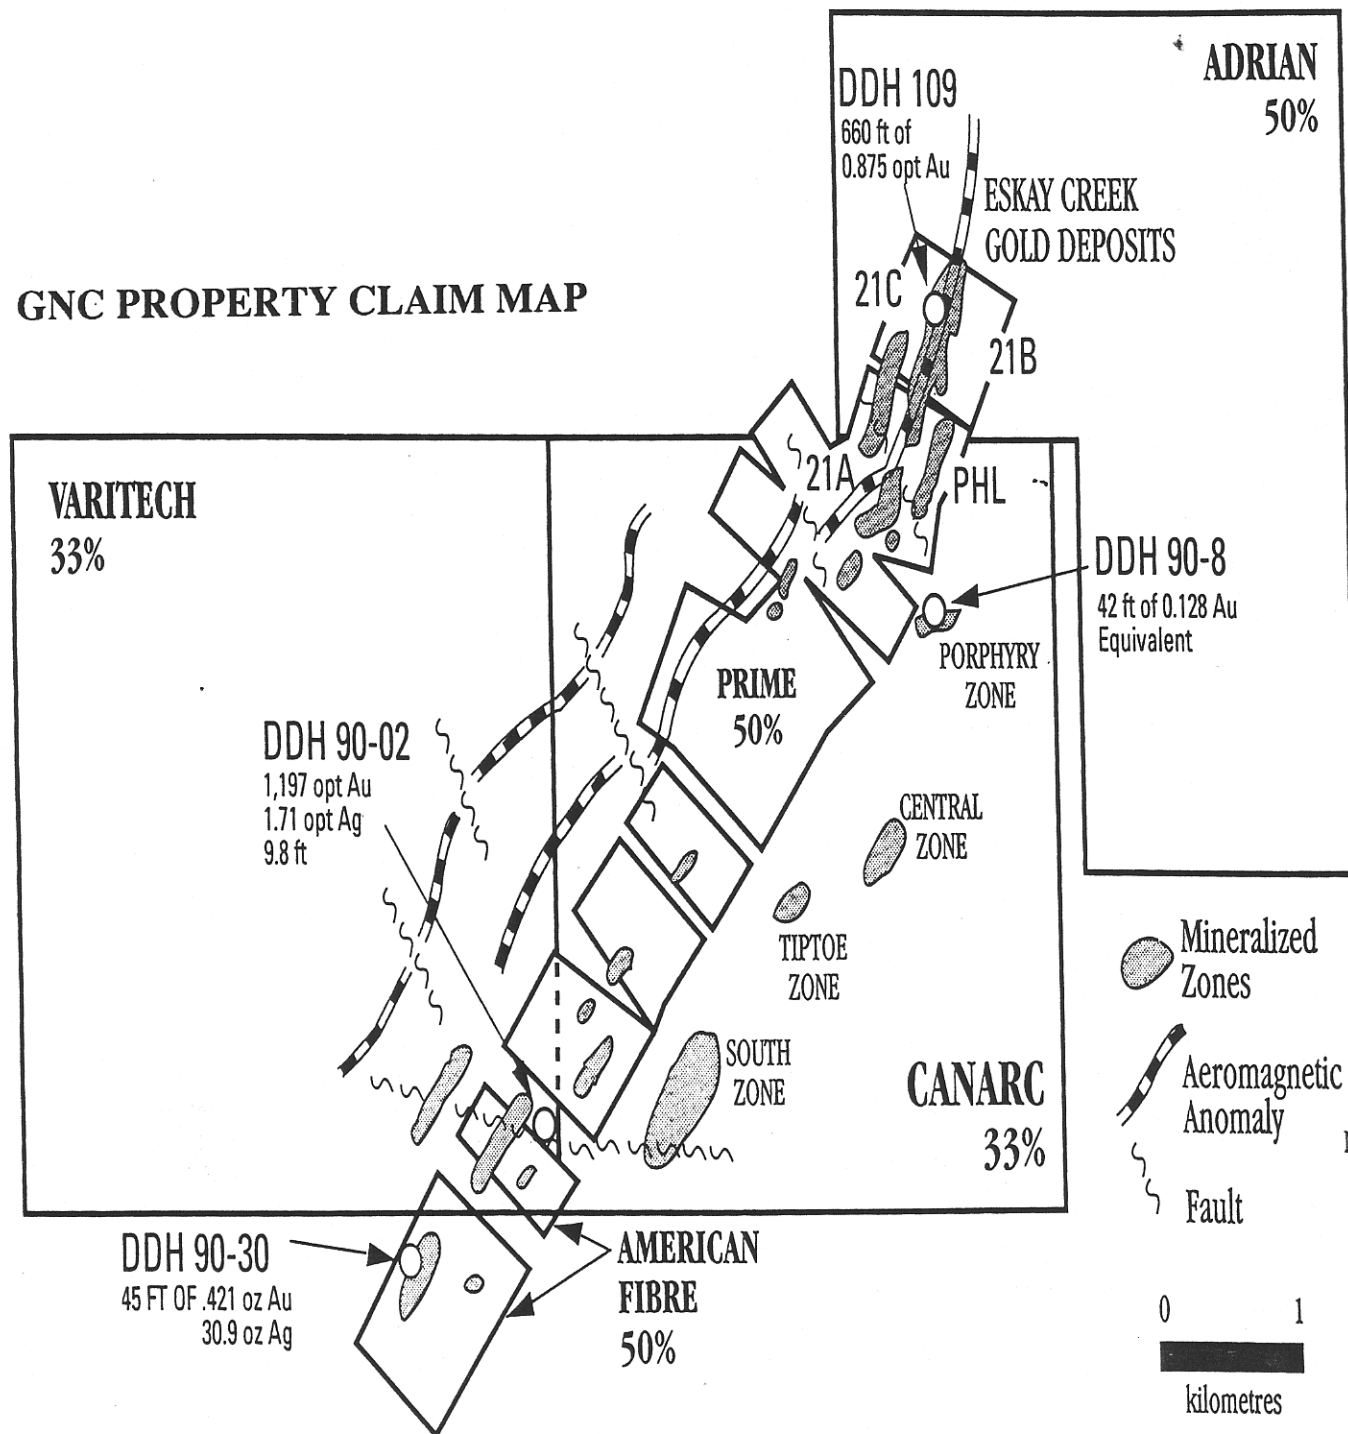 ADRIAN
50%
DDH 109
660 ft of
0.875 opt Au
ESKAY CREEK
GOLD DEPOSITS
GNC PROPERTY CLAIM MAP
21C
21B
21A
PHL
VARITECH
33%
DDH 90-8
42 ft of 0.128 Au
Equivalent
PORPHYRY
ZONE
PRIME
50%
DDH 90-02
1,197 opt Au
1.71 opt Ag
9.8 ft
CENTRAL
ZONE
TIPTOE
ZONE
SOUTH
ZONE
CANARC
33%
Mineralized
Zones
Aeromagnetic
Anomaly
Fault
DDH 90-30
45 FT OF .421 oz Au
30.9 oz Ag
AMERICAN
FIBRE
50%
0 1
kilometres